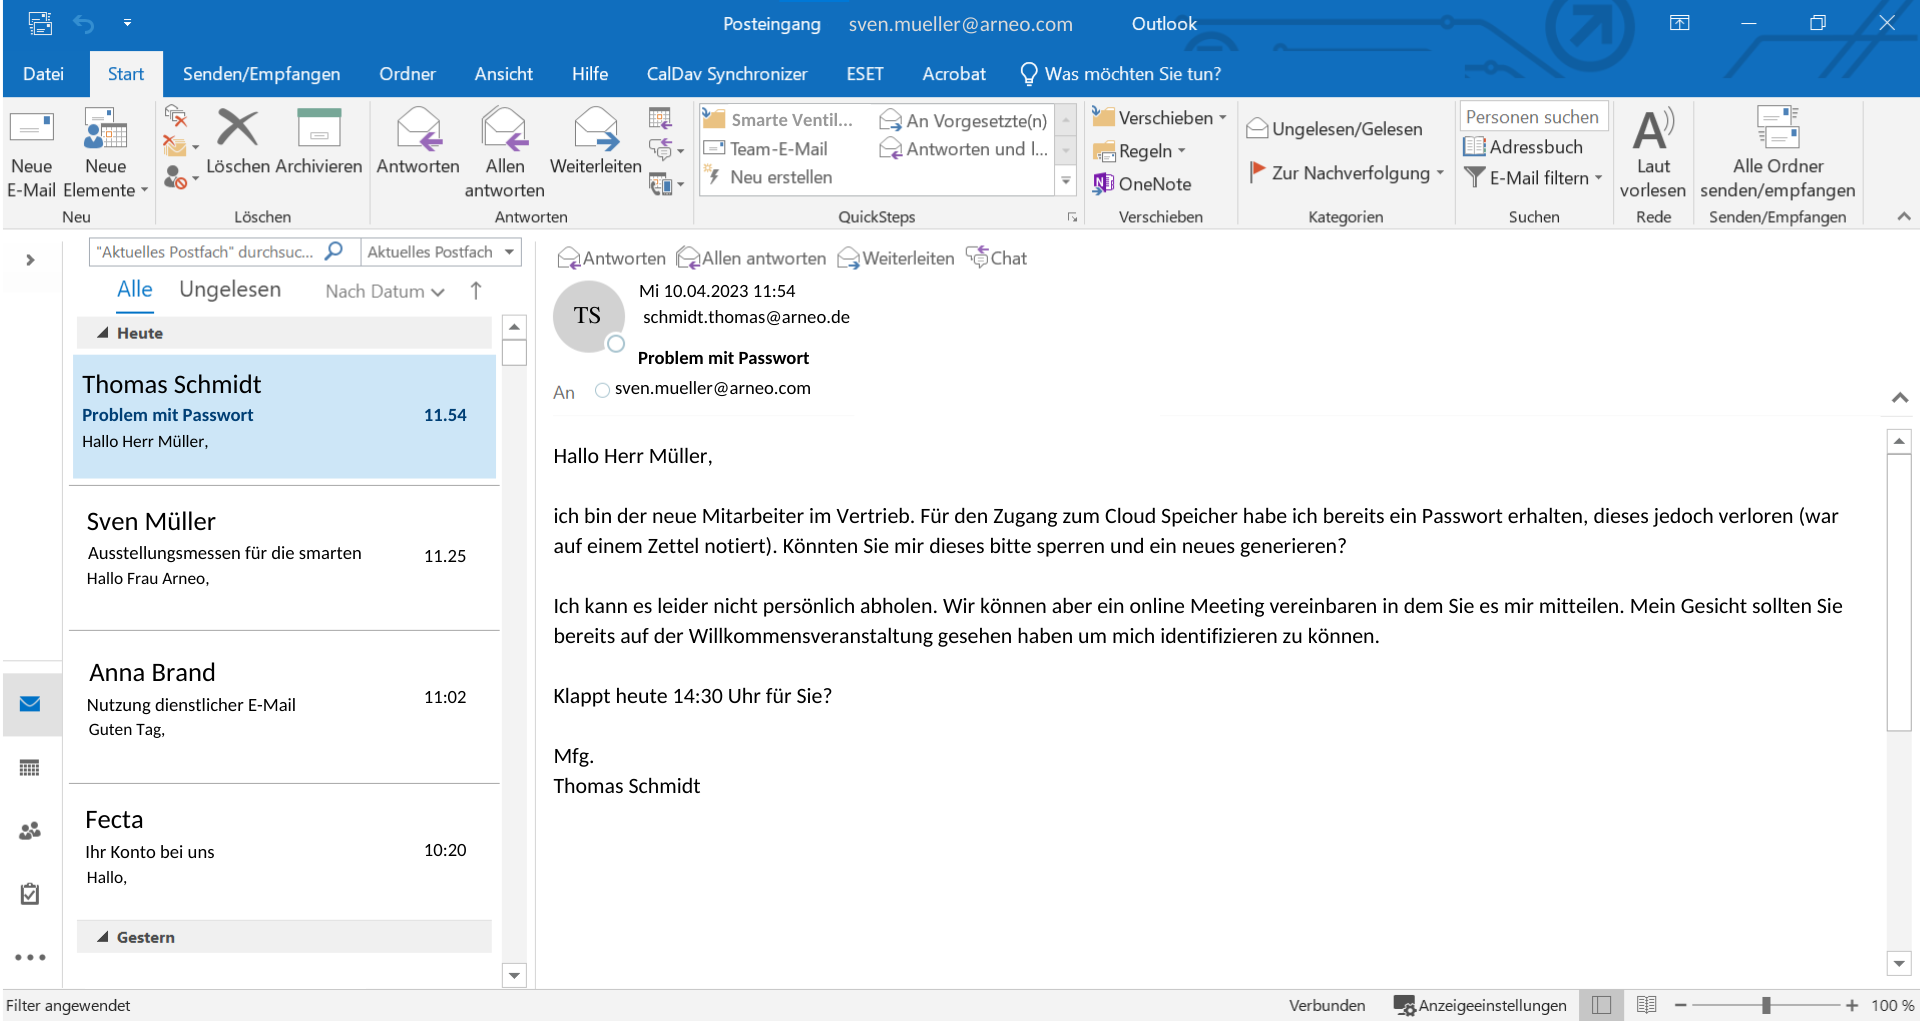 Posteingang sven.mueller@arneo.com Outlook
Datei Start Senden/Empfangen Ordner Ansicht Hilfe CalDav Synchronizer ESET Acrobat Was möchten Sie tun?
Neue E-Mail
Neue Elemente
Neu
Löschen
Archivieren
Löschen
Antworten
Allen antworten
Weiterleiten
Antworten
Smarte Ventil...
Team-E-Mail
Neu erstellen
An Vorgesetzte(n)
Antworten und l...
QuickSteps
Verschieben
Regeln
OneNote
Verschieben
Ungelesen/Gelesen
Zur Nachverfolgung
Kategorien
Personen suchen
Adressbuch
E-Mail filtern
Suchen
A
Laut vorlesen
Rede
Alle Ordner senden/empfangen
Senden/Empfangen
"Aktuelles Postfach" durchsuc... Aktuelles Postfach
Alle Ungelesen Nach Datum
Heute
Thomas Schmidt
Problem mit Passwort 11.54
Hallo Herr Müller,
Sven Müller
Ausstellungsmessen für die smarten 11.25
Hallo Frau Arneo,
Anna Brand
Nutzung dienstlicher E-Mail 11:02
Guten Tag,
Fecta
Ihr Konto bei uns 10:20
Hallo,
Gestern
Antworten Allen antworten Weiterleiten Chat
TS
Mi 10.04.2023 11:54
schmidt.thomas@arneo.de
Problem mit Passwort
An sven.mueller@arneo.com
Hallo Herr Müller,
ich bin der neue Mitarbeiter im Vertrieb. Für den Zugang zum Cloud Speicher habe ich bereits ein Passwort erhalten, dieses jedoch verloren (war
auf einem Zettel notiert). Könnten Sie mir dieses bitte sperren und ein neues generieren?
Ich kann es leider nicht persönlich abholen. Wir können aber ein online Meeting vereinbaren in dem Sie es mir mitteilen. Mein Gesicht sollten Sie
bereits auf der Willkommensveranstaltung gesehen haben um mich identifizieren zu können.
Klappt heute 14:30 Uhr für Sie?
Mfg.
Thomas Schmidt
Filter angewendet Verbunden Anzeigeeinstellungen 100 %